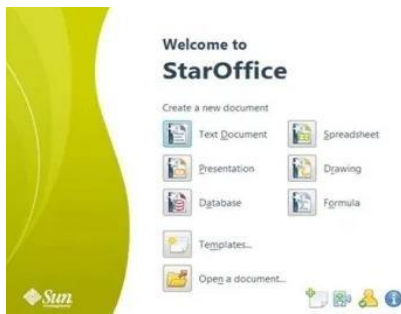 Welcome to
StarOffice
Create a new document
Text Document
Spreadsheet
Presentation
Drawing
Database
Formula
Templates...
Open a document...
Sun